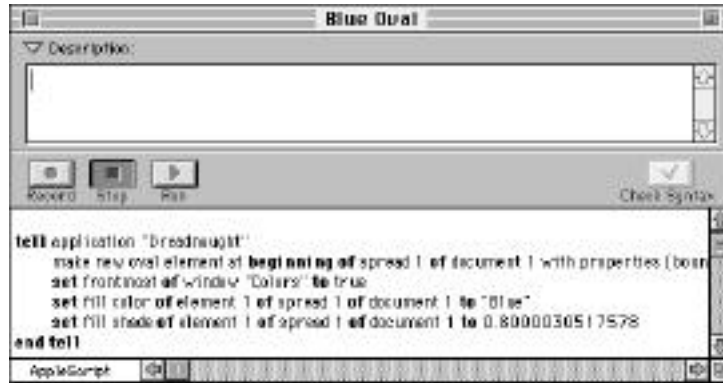 Blue Oval
Description:
Record Stop Run Check Syntax
tell application "Dreadnaught"
make new oval element at beginning of spread 1 of document 1 with properties {boun
set frontmost of window "Colors" to true
set fill color of element 1 of spread 1 of document 1 to "Blue"
set fill shade of element 1 of spread 1 of document 1 to 0.8000030517578
end tell
AppleScript